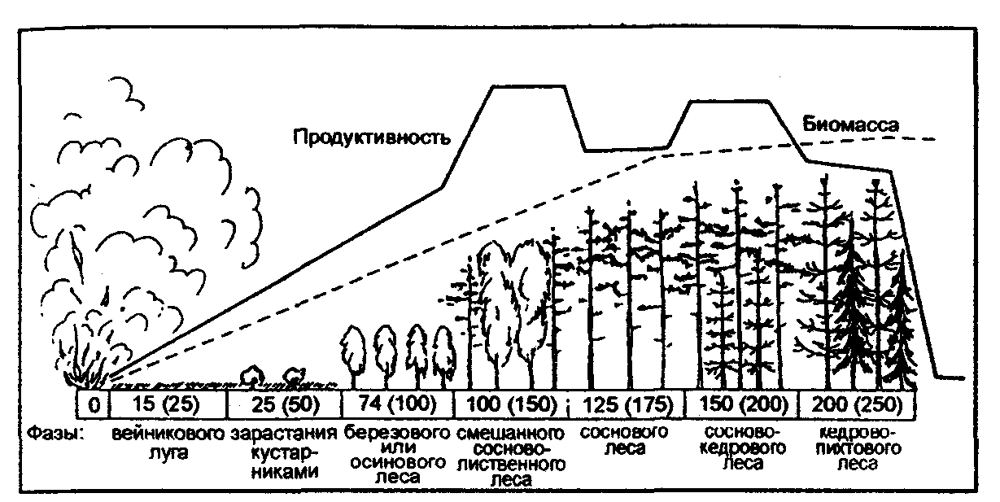 Продуктивность
Биомасса
0
15 (25)
25 (50)
74 (100)
100 (150)
125 (175)
150 (200)
200 (250)
Фазы:
вейникового
луга
зарастания
кустар-
никами
березового
или
осинового
леса
смешанного
сосново-
лиственного
леса
соснового
леса
сосново-
кедрового
леса
кедрово-
пихтового
леса